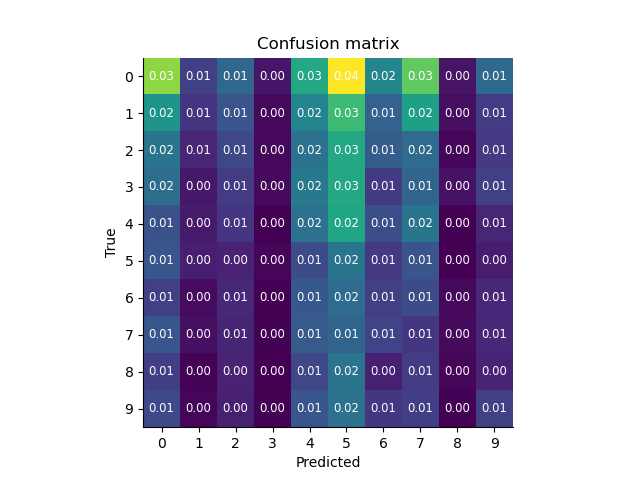 Confusion matrix
0 0.03 0.01 0.01 0.00 0.03 0.04 0.02 0.03 0.00 0.01
1 0.02 0.01 0.01 0.00 0.02 0.03 0.01 0.02 0.00 0.01
2 0.02 0.01 0.01 0.00 0.02 0.03 0.01 0.02 0.00 0.01
3 0.02 0.00 0.01 0.00 0.02 0.03 0.01 0.01 0.00 0.01
4 0.01 0.00 0.01 0.00 0.02 0.02 0.01 0.02 0.00 0.01
5 0.01 0.00 0.00 0.00 0.01 0.02 0.01 0.01 0.00 0.00
6 0.01 0.00 0.01 0.00 0.01 0.02 0.01 0.01 0.00 0.01
7 0.01 0.00 0.01 0.00 0.01 0.01 0.01 0.01 0.00 0.01
8 0.01 0.00 0.00 0.00 0.01 0.02 0.00 0.01 0.00 0.00
9 0.01 0.00 0.00 0.00 0.01 0.02 0.01 0.01 0.00 0.01
True
0 1 2 3 4 5 6 7 8 9
Predicted